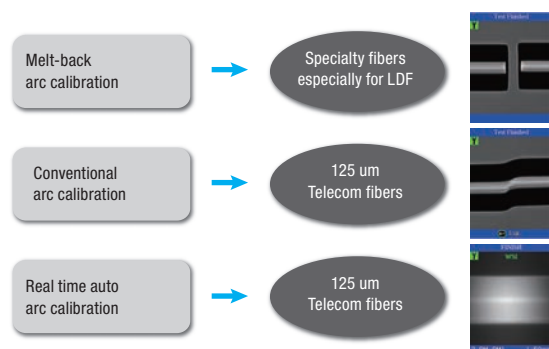 Melt-back
arc calibration
Specialty fibers
especially for LDF
Test Finished
Y
Conventional
arc calibration
125 um
Telecom fibers
Test Finished
Y
Real time auto
arc calibration
125 um
Telecom fibers
Y